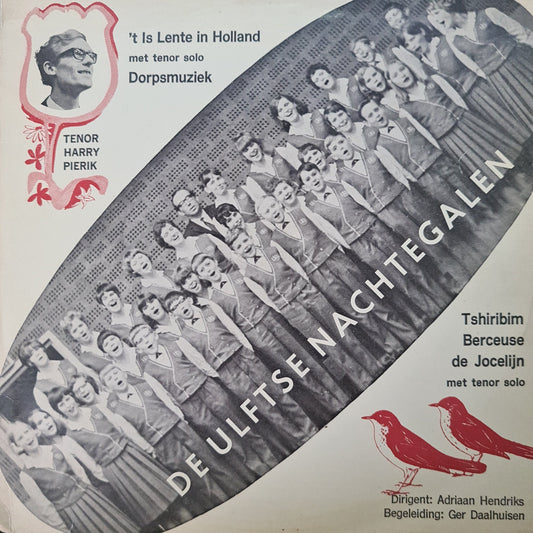 't Is Lente in Holland
met tenor solo
Dorpsmuziek
TENOR
HARRY
PIERIK
DE ULFTSE NACHTEGALEN
Tshiribim
Berceuse
de Jocelijn
met tenor solo
Dirigent: Adriaan Hendriks
Begeleiding: Ger Daalhuisen